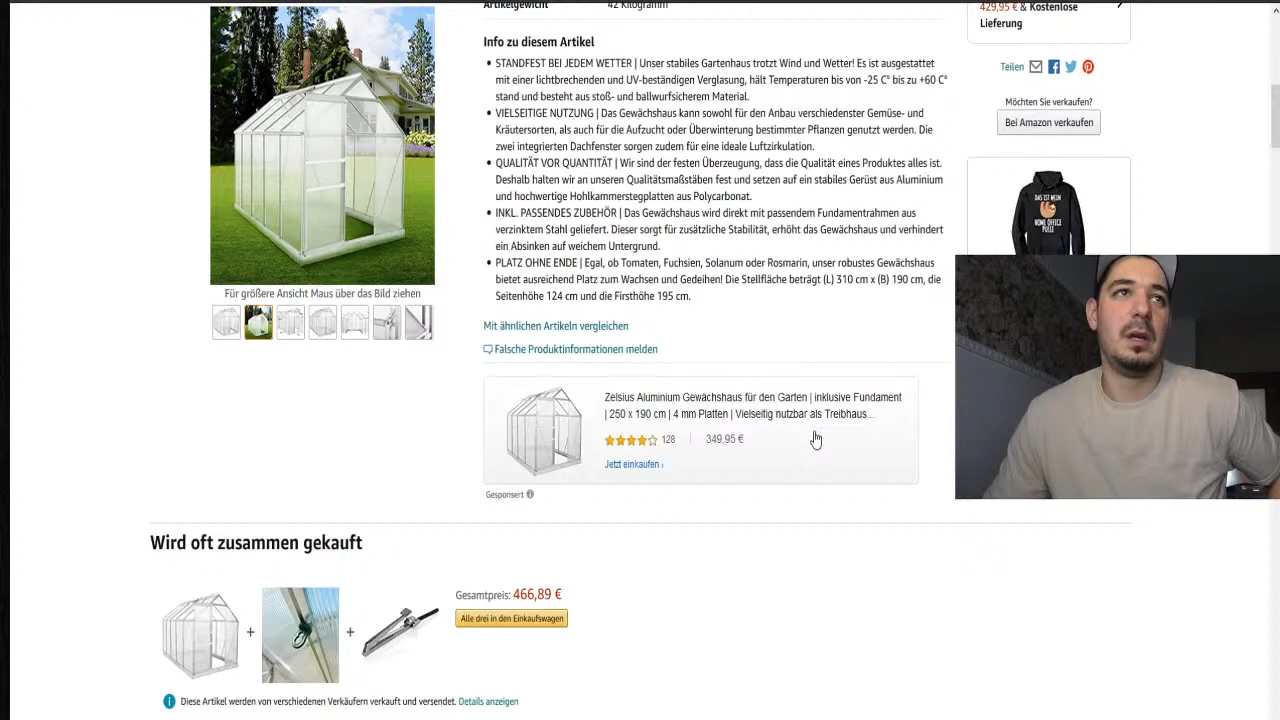 Artikelgewicht 42 Kilogramm
Info zu diesem Artikel
STANDFEST BEI JEDEM WETTER | Unser stabiles Gartenhaus trotzt Wind und Wetter! Es ist ausgestattet
mit einer lichtbrechenden und UV-beständigen Verglasung, hält Temperaturen bis von -25 C° bis zu +60 C°
stand und besteht aus stoß- und ballwurfsicherem Material.
VIELSEITIGE NUTZUNG | Das Gewächshaus kann sowohl für den Anbau verschiedenster Gemüse- und
Kräutersorten, als auch für die Aufzucht oder Überwinterung bestimmter Pflanzen genutzt werden. Die
zwei integrierten Dachfenster sorgen zudem für eine ideale Luftzirkulation.
QUALITÄT VOR QUANTITÄT | Wir sind der festen Überzeugung, dass die Qualität eines Produktes alles ist.
Deshalb halten wir an unseren Qualitätsmaßstäben fest und setzen auf ein stabiles Gerüst aus Aluminium
und hochwertige Hohlkammerstegplatten aus Polycarbonat.
INKL. PASSENDES ZUBEHÖR | Das Gewächshaus wird direkt mit passendem Fundamentrahmen aus
verzinktem Stahl geliefert. Dieser sorgt für zusätzliche Stabilität, erhöht das Gewächshaus und verhindert
ein Absinken auf weichem Untergrund.
PLATZ OHNE ENDE | Egal, ob Tomaten, Fuchsien, Solanum oder Rosmarin, unser robustes Gewächshaus
bietet ausreichend Platz zum Wachsen und Gedeihen! Die Stellfläche beträgt (L) 310 cm x (B) 190 cm, die
Seitenhöhe 124 cm und die Firsthöhe 195 cm.
Für größere Ansicht Maus über das Bild ziehen
Mit ähnlichen Artikeln vergleichen
Falsche Produktinformationen melden
Zelsius Aluminium Gewächshaus für den Garten | inklusive Fundament
| 250 x 190 cm | 4 mm Platten | Vielseitig nutzbar als Treibhaus...
128 349,95 €
Jetzt einkaufen ›
Gesponsert
429,95 € & Kostenlose
Lieferung
Teilen
Möchten Sie verkaufen?
Bei Amazon verkaufen
DAS IST MEIN
HOME OFFICE
PULLI
Wird oft zusammen gekauft
+ +
Gesamtpreis: 466,89 €
Alle drei in den Einkaufswagen
Diese Artikel werden von verschiedenen Verkäufern verkauft und versendet. Details anzeigen